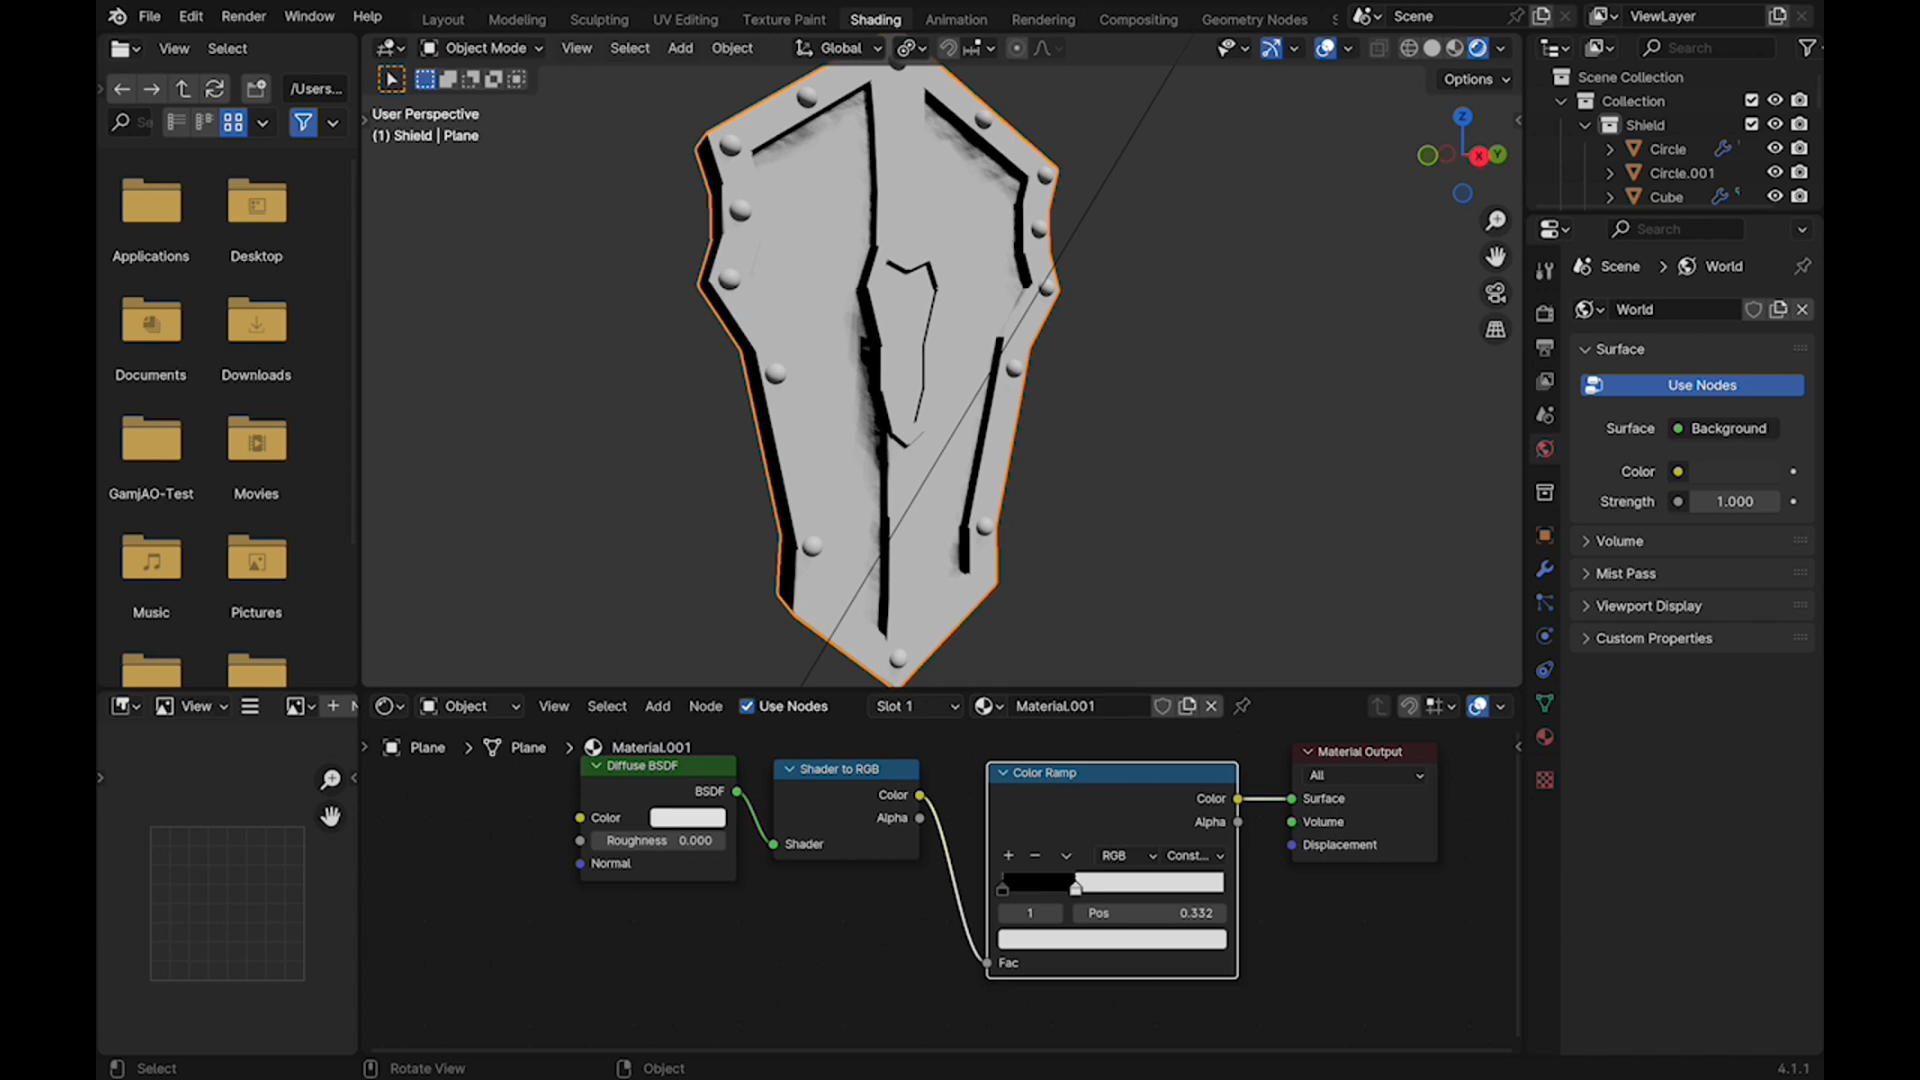 File Edit Render Window Help
Layout Modeling Sculpting UV Editing Texture Paint Shading Animation Rendering Compositing Geometry Nodes
Scene
ViewLayer
View Select
Object Mode View Select Add Object
Global
Search
/Users...
Options
User Perspective
(1) Shield | Plane
Scene Collection
Collection
Shield
Circle
Circle.001
Cube
Z
X
Y
Applications Desktop
Documents Downloads
GamjAO-Test Movies
Music Pictures
Search
Scene > World
World
Surface
Use Nodes
Surface Background
Color
Strength 1.000
Volume
Mist Pass
Viewport Display
Custom Properties
View
Object View Select Add Node Use Nodes Slot 1 Material.001
Plane > Plane > Material.001
Diffuse BSDF
BSDF
Color
Roughness 0.000
Normal
Shader to RGB
Color
Alpha
Shader
Color Ramp
Color
Alpha
+ − RGB Const...
1 Pos 0.332
Fac
Material Output
All
Surface
Volume
Displacement
Select Rotate View Object
4.1.1